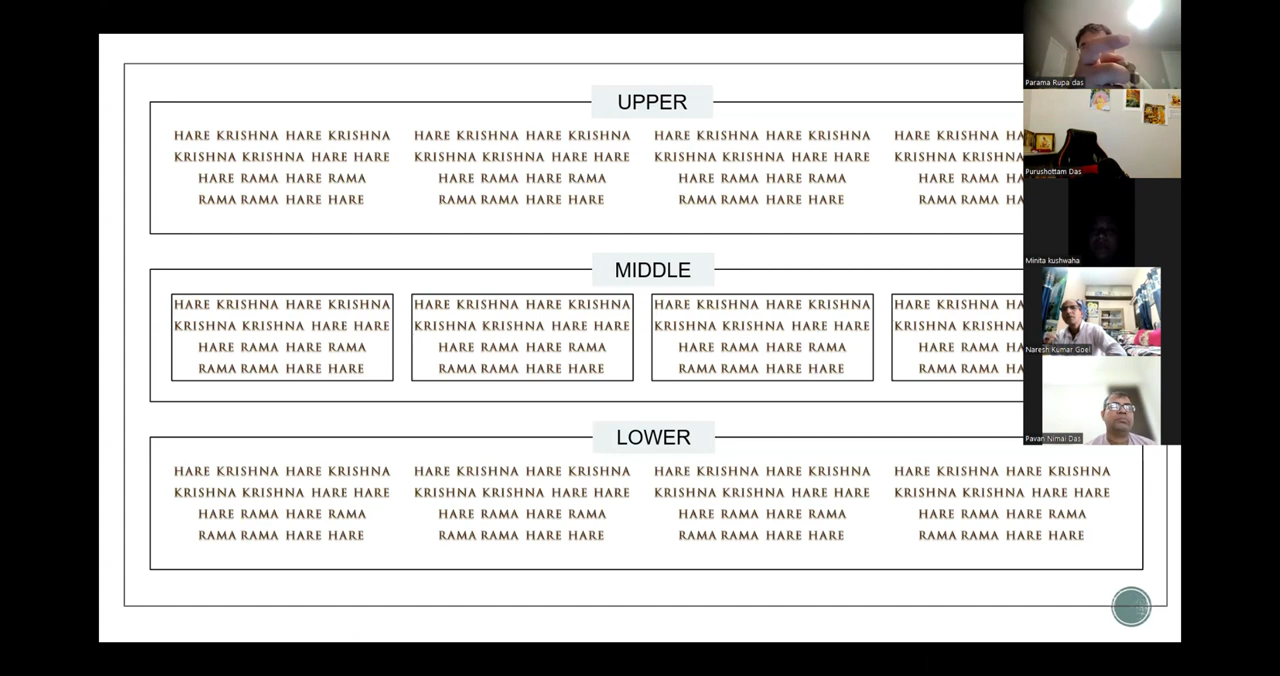 UPPER
HARE KRISHNA HARE KRISHNA HARE KRISHNA HARE KRISHNA HARE KRISHNA HARE KRISHNA HARE
KRISHNA KRISHNA HARE HARE KRISHNA KRISHNA HARE HARE KRISHNA KRISHNA HARE HARE KRISHNA
HARE RAMA HARE RAMA HARE RAMA HARE RAMA HARE RAMA HARE RAMA HARE RAMA
RAMA RAMA HARE HARE RAMA RAMA HARE HARE RAMA RAMA HARE HARE RAMA RAMA
MIDDLE
HARE KRISHNA HARE KRISHNA HARE KRISHNA HARE KRISHNA HARE KRISHNA HARE KRISHNA HARE
KRISHNA KRISHNA HARE HARE KRISHNA KRISHNA HARE HARE KRISHNA KRISHNA HARE HARE KRISHNA
HARE RAMA HARE RAMA HARE RAMA HARE RAMA HARE RAMA HARE RAMA HARE RAMA
RAMA RAMA HARE HARE RAMA RAMA HARE HARE RAMA RAMA HARE HARE RAMA RAMA
LOWER
HARE KRISHNA HARE KRISHNA HARE KRISHNA HARE KRISHNA HARE KRISHNA HARE KRISHNA HARE KRISHNA HARE KRISHNA
KRISHNA KRISHNA HARE HARE KRISHNA KRISHNA HARE HARE KRISHNA KRISHNA HARE HARE KRISHNA KRISHNA HARE HARE
HARE RAMA HARE RAMA HARE RAMA HARE RAMA HARE RAMA HARE RAMA HARE RAMA HARE RAMA
RAMA RAMA HARE HARE RAMA RAMA HARE HARE RAMA RAMA HARE HARE RAMA RAMA HARE HARE
Parama Rupa das
Purushottam Das
Minita kushwaha
Naresh Kumar Goel
Pavan Nimai Das